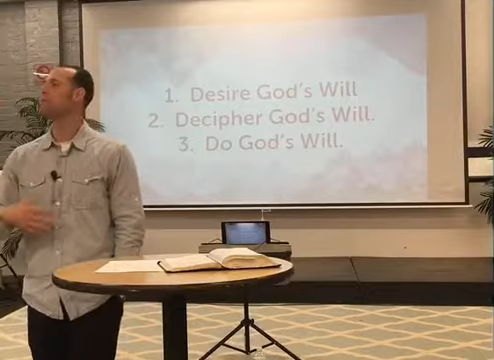 1. Desire God's Will
2. Decipher God's Will.
3. Do God's Will.